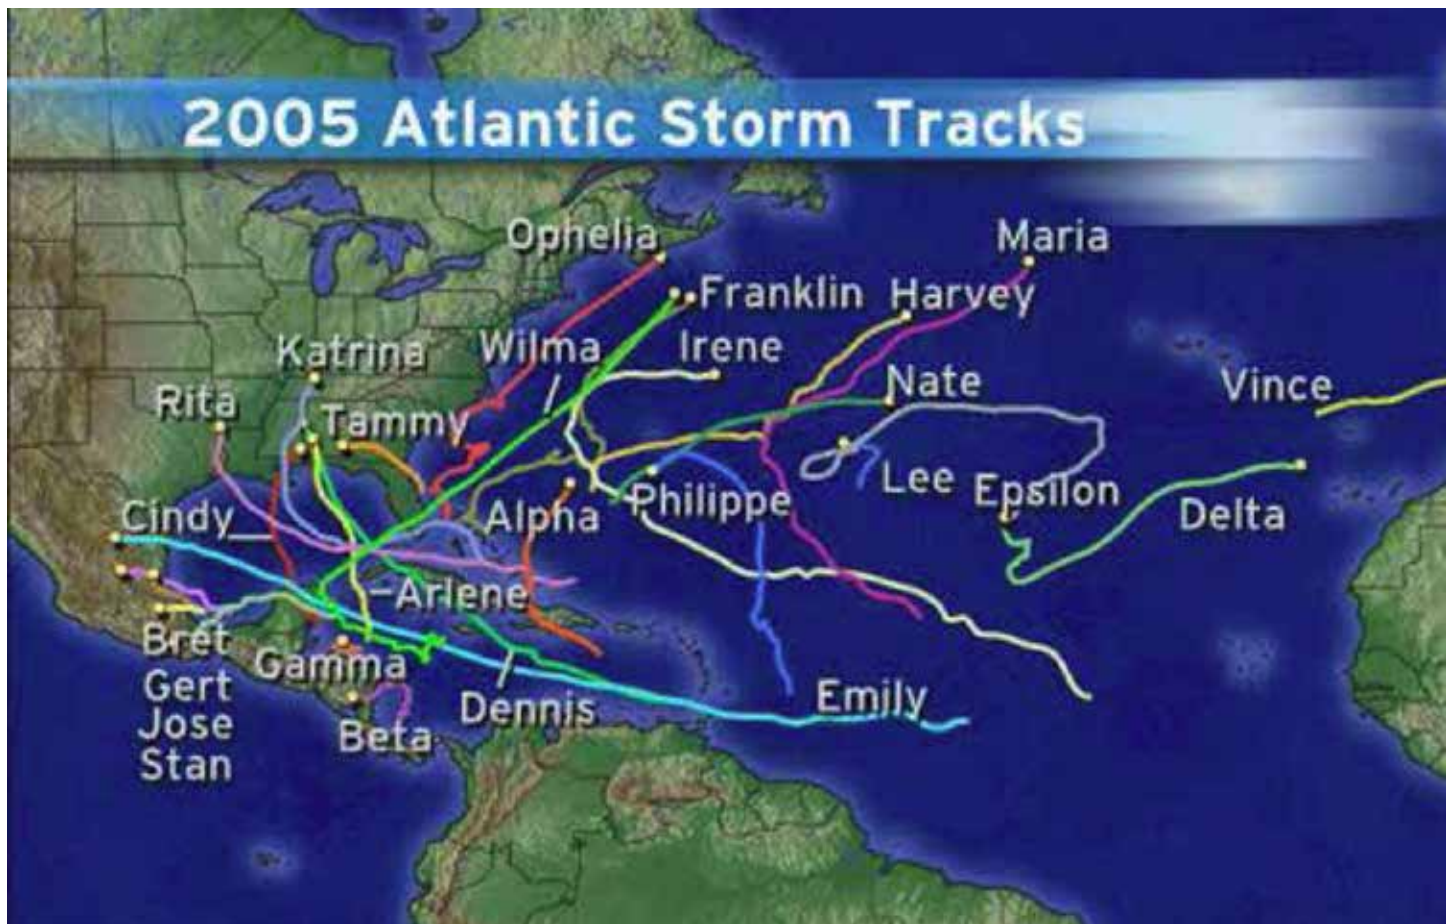 2005 Atlantic Storm Tracks
Ophelia
Maria
Franklin
Harvey
Katrina
Wilma
Irene
Rita
Tammy
Nate
Vince
Cindy
Alpha
Philippe
Lee
Epsilon
Delta
Arlene
Bret
Gamma
Gert
Dennis
Emily
Jose
Beta
Stan